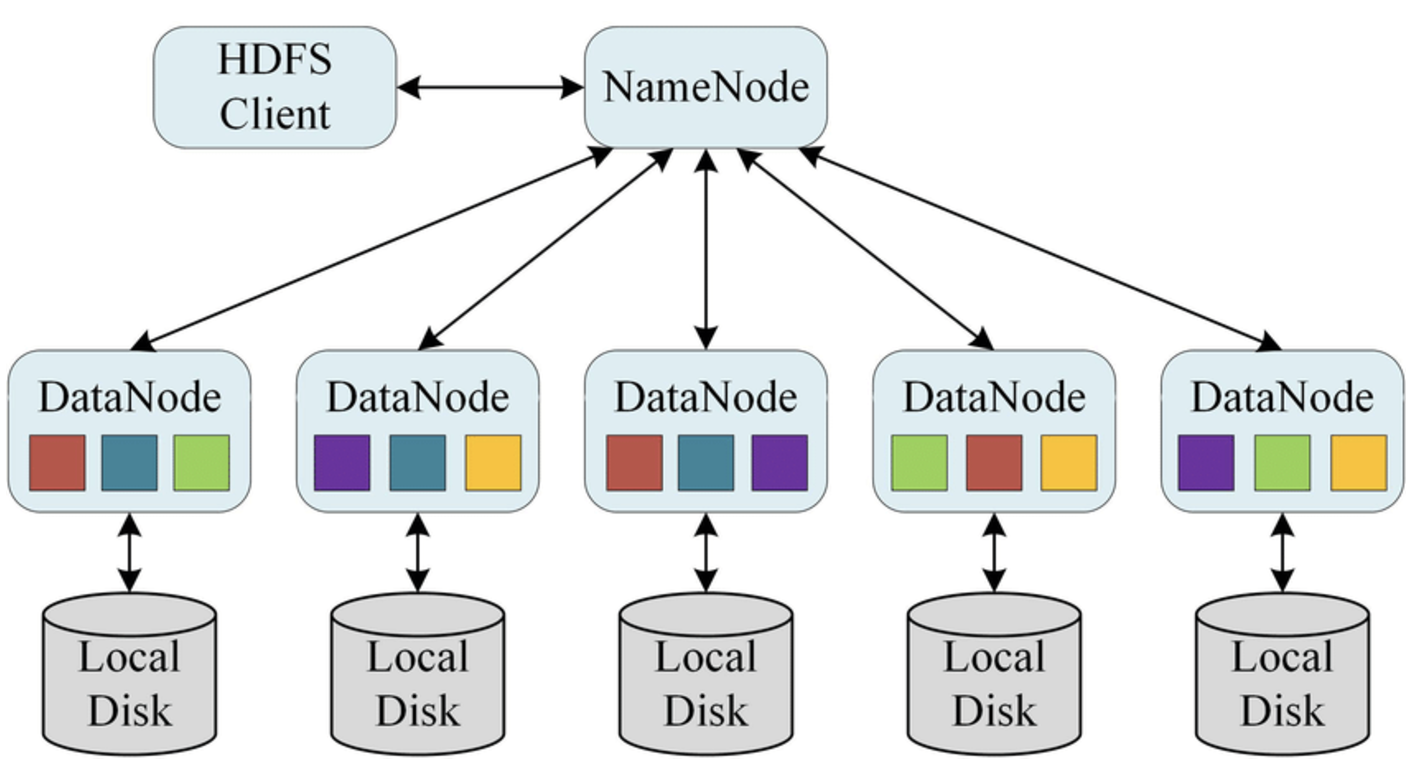 HDFS
Client
NameNode
DataNode
DataNode
DataNode
DataNode
DataNode
Local
Disk
Local
Disk
Local
Disk
Local
Disk
Local
Disk